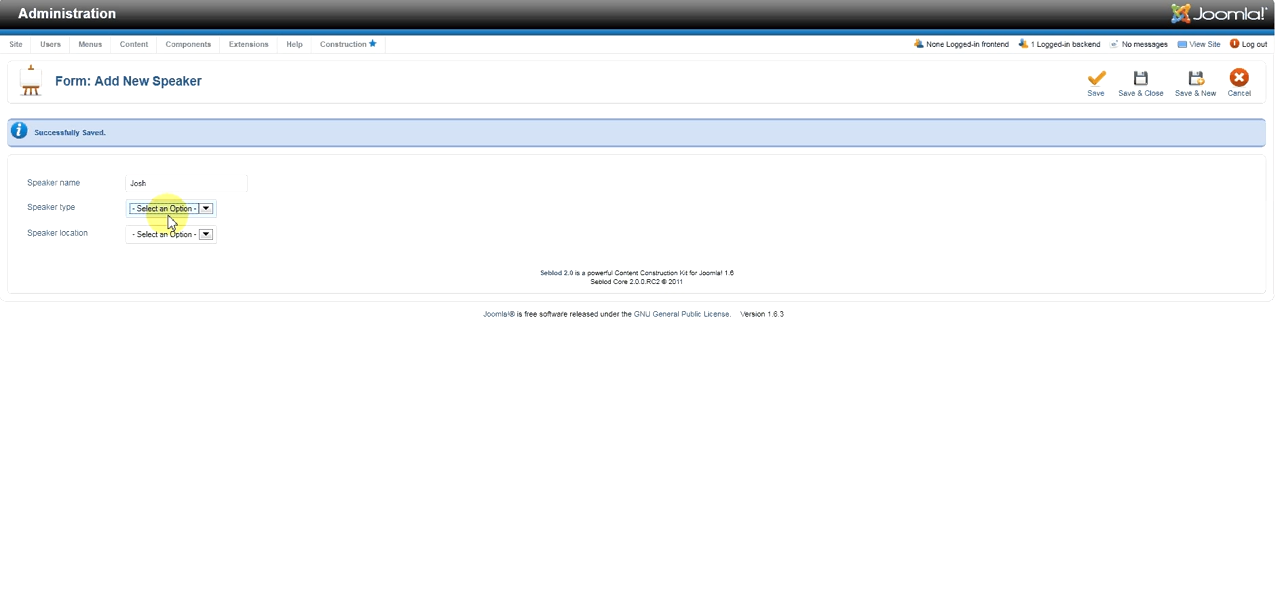 Administration
Joomla!
Site Users Menus Content Components Extensions Help Construction
None Logged-in frontend 1 Logged-in backend No messages View Site Log out
Form: Add New Speaker
Save Save & Close Save & New Cancel
Successfully Saved.
Speaker name Josh
Speaker type - Select an Option -
Speaker location - Select an Option -
Seblod 2.0 is a powerful Content Construction Kit for Joomla! 1.6
Seblod Core 2.0.0.RC2 © 2011
Joomla!® is free software released under the GNU General Public License. Version 1.6.3